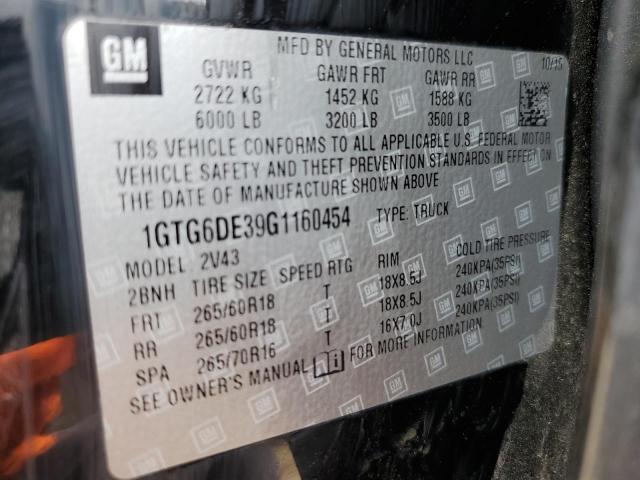 GM
MFD BY GENERAL MOTORS LLC
10/15
GVWR GAWR FRT GAWR RR
2722 KG 1452 KG 1588 KG
6000 LB 3200 LB 3500 LB
THIS VEHICLE CONFORMS TO ALL APPLICABLE U.S. FEDERAL MOTOR
VEHICLE SAFETY AND THEFT PREVENTION STANDARDS IN EFFECT ON
THE DATE OF MANUFACTURE SHOWN ABOVE
1GTG6DE39G1160454 TYPE: TRUCK
MODEL: 2V43
2BNH TIRE SIZE SPEED RTG RIM COLD TIRE PRESSURE
FRT 265/60R18 T 18X8.5J 240KPA(35PSI)
RR 265/60R18 T 18X8.5J 240KPA(35PSI)
SPA 265/70R16 T 16X7.0J 240KPA(35PSI)
SEE OWNER'S MANUAL FOR MORE INFORMATION